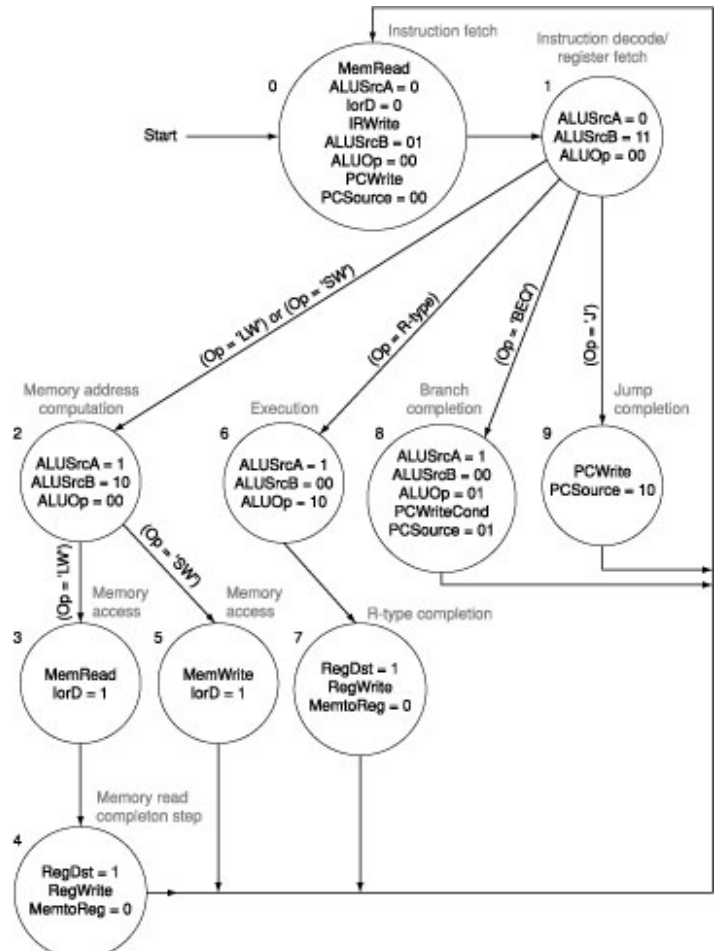 Instruction fetch
Instruction decode/
register fetch
0
MemRead
ALUSrcA = 0
IorD = 0
IRWrite
ALUSrcB = 01
ALUOp = 00
PCWrite
PCSource = 00
1
ALUSrcA = 0
ALUSrcB = 11
ALUOp = 00
Start
(Op = 'LW') or (Op = 'SW')
(Op = R-type)
(Op = 'BEQ')
(Op = 'J')
Memory address
computation
2
ALUSrcA = 1
ALUSrcB = 10
ALUOp = 00
Execution
6
ALUSrcA = 1
ALUSrcB = 00
ALUOp = 10
Branch
completion
8
ALUSrcA = 1
ALUSrcB = 00
ALUOp = 01
PCWriteCond
PCSource = 01
Jump
completion
9
PCWrite
PCSource = 10
(Op = 'LW')
(Op = 'SW')
Memory
access
3
MemRead
IorD = 1
Memory
access
5
MemWrite
IorD = 1
R-type completion
7
RegDst = 1
RegWrite
MemtoReg = 0
Memory read
completon step
4
RegDst = 1
RegWrite
MemtoReg = 0